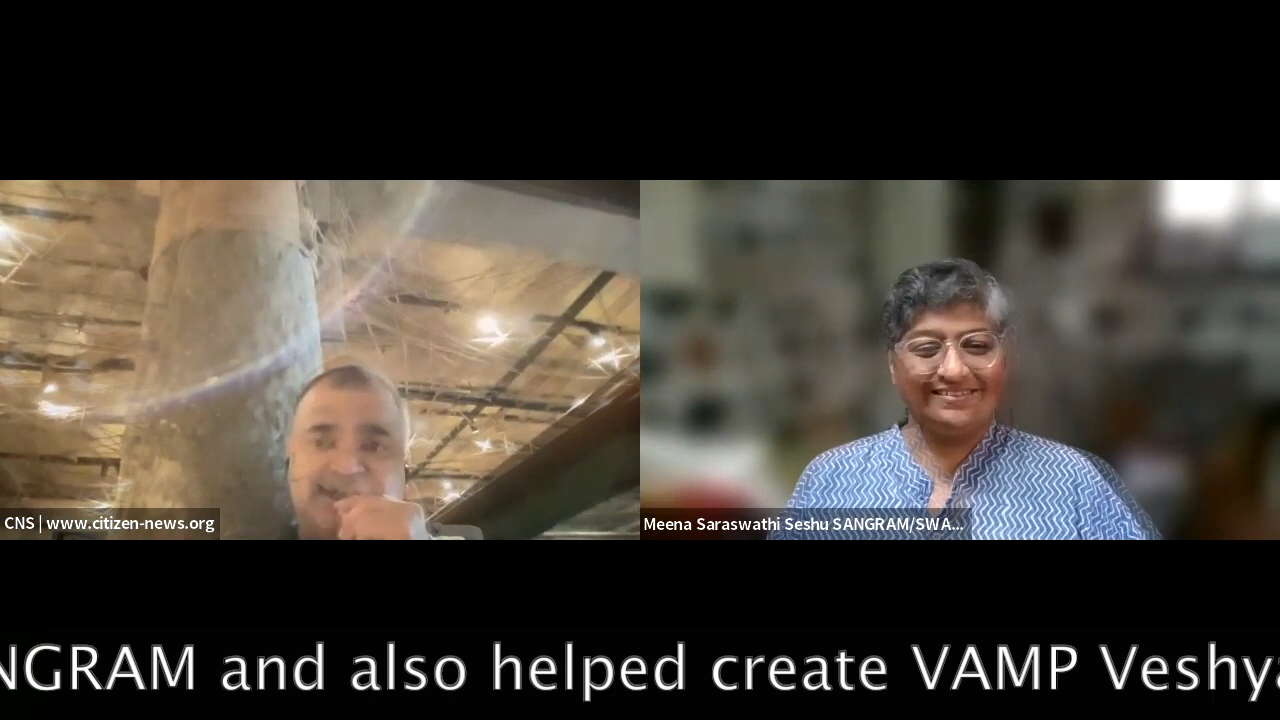 CNS | www.citizen-news.org
Meena Saraswathi Seshu SANGRAM/SWA...
NGRAM and also helped create VAMP Veshya